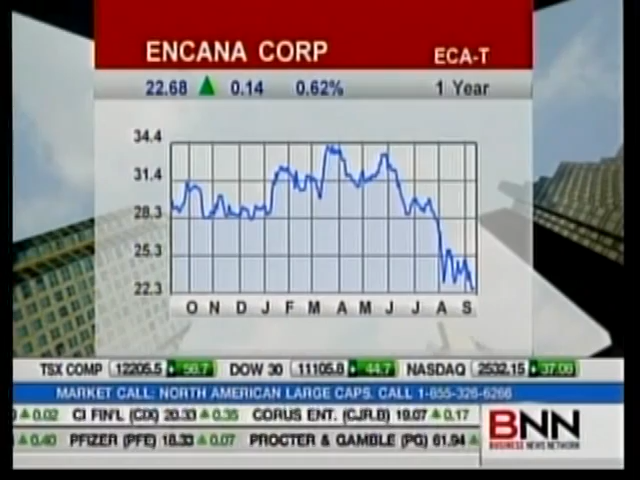 ENCANA CORP ECA-T
22.68 ▲ 0.14 0.62% 1 Year
34.4
31.4
28.3
25.3
22.3
O N D J F M A M J J A S
TSX COMP 12205.5 56.7 DOW 30 11105.8 44.7 NASDAQ 2532.15 37.09
MARKET CALL: NORTH AMERICAN LARGE CAPS. CALL 1-855-326-6266
▲0.02 CI FIN'L (CIX) 20.33 ▲0.35 CORUS ENT. (CJR.B) 19.07 ▲0.17
▲0.40 PFIZER (PFE) 18.33 ▲0.07 PROCTER & GAMBLE (PG) 61.94 ▲
BNN
BUSINESS NEWS NETWORK